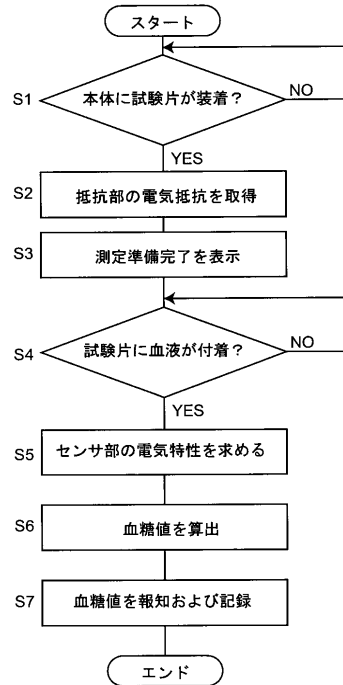 スタート
S1
本体に試験片が装着？
NO
YES
S2
抵抗部の電気抵抗を取得
S3
測定準備完了を表示
S4
試験片に血液が付着？
NO
YES
S5
センサ部の電気特性を求める
S6
血糖値を算出
S7
血糖値を報知および記録
エンド